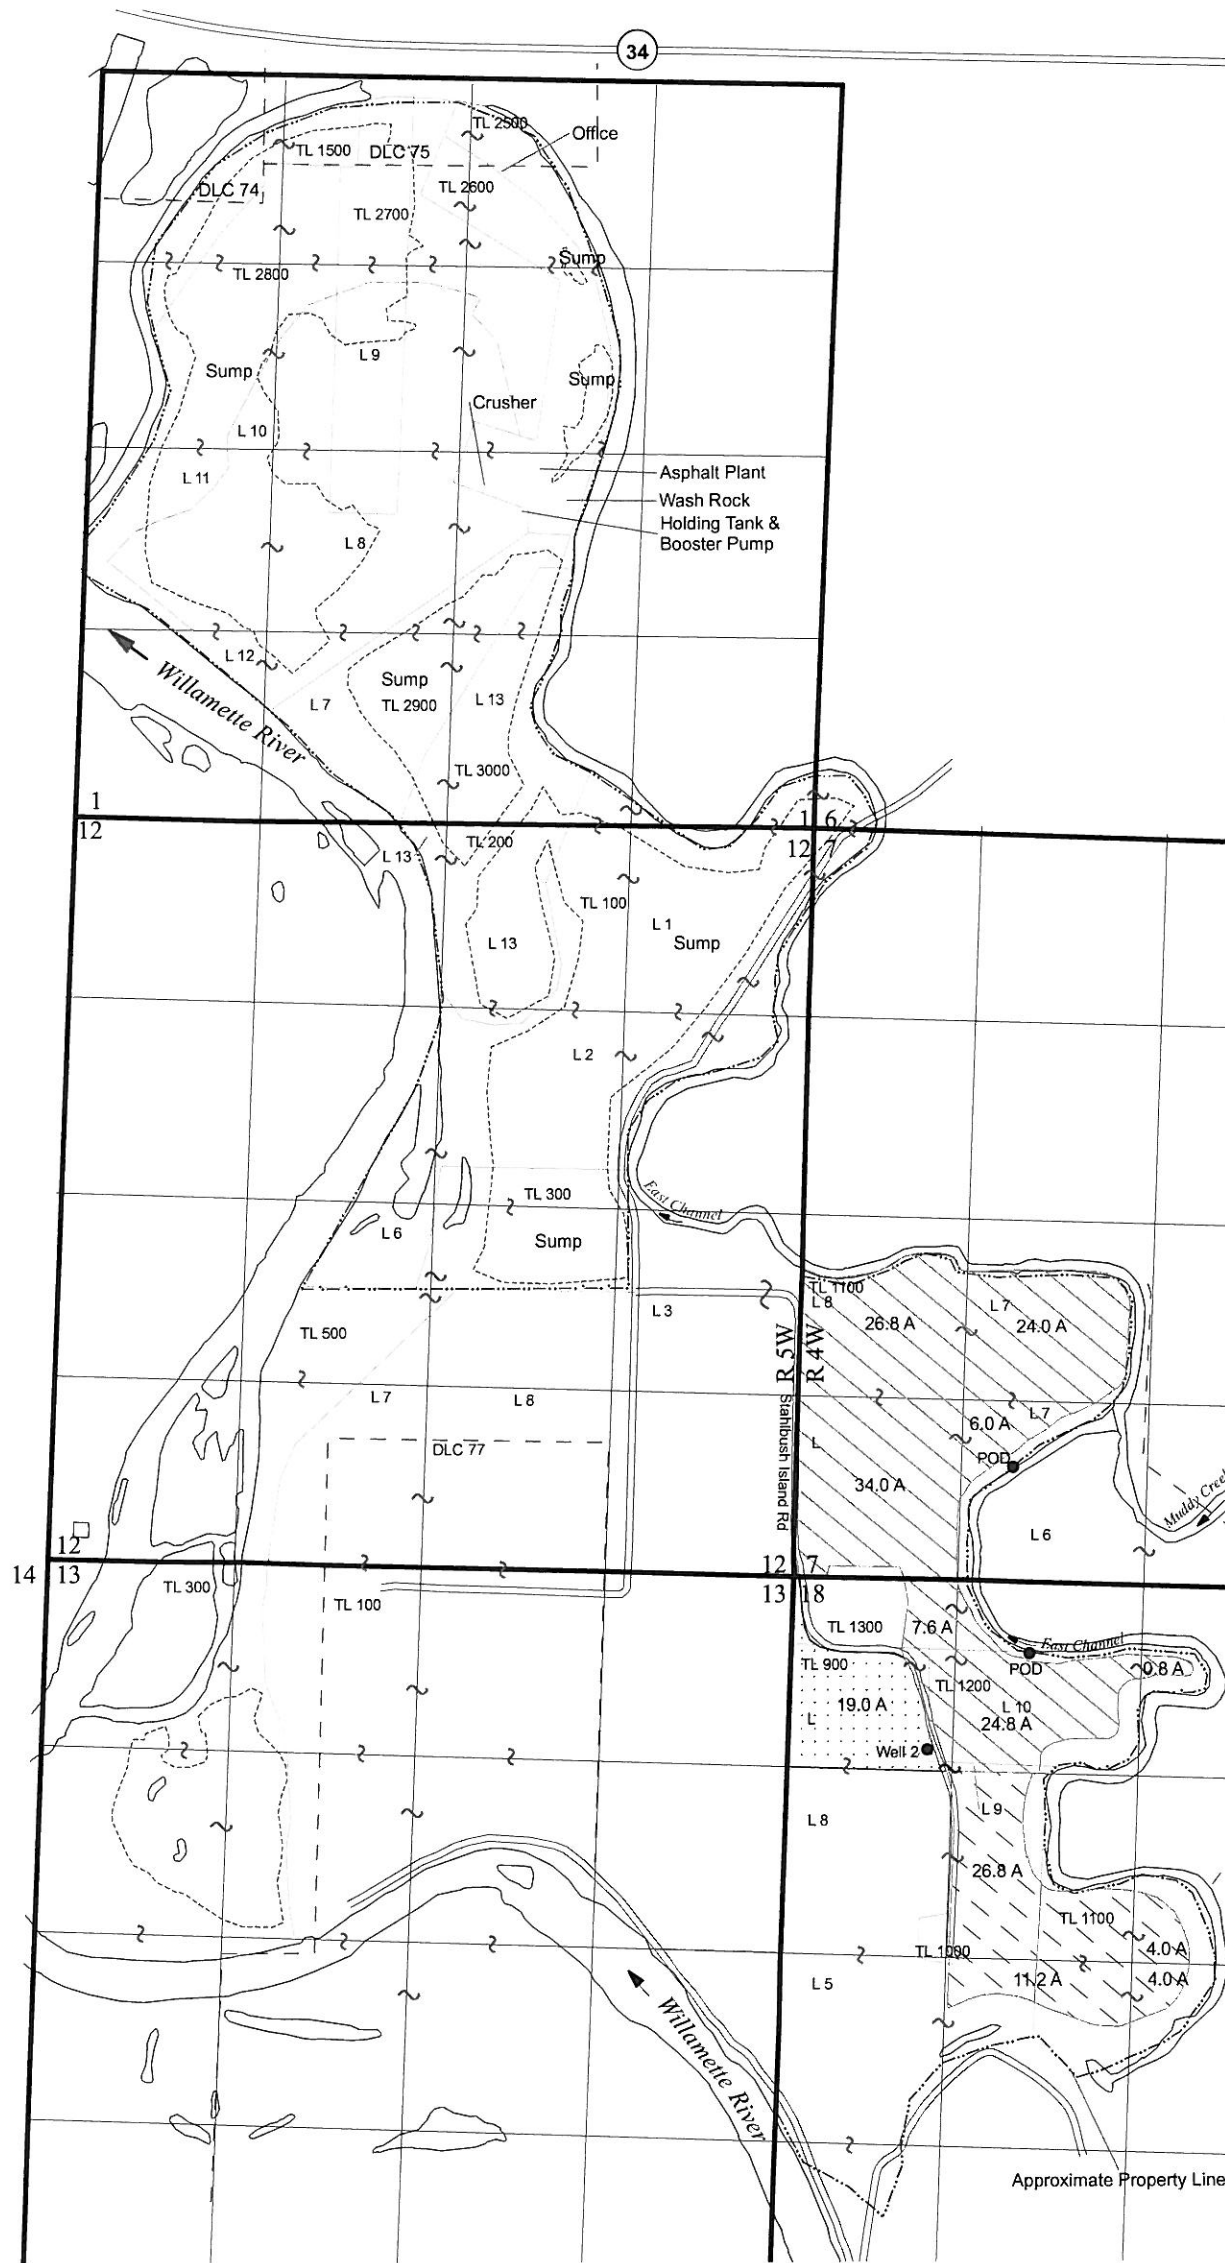 34
TL 2500
Office
TL 1500
DLC 75
DLC 74
TL 2600
TL 2700
Sump
TL 2800
L 9
Sump
Sump
Crusher
L 10
Asphalt Plant
L 11
Wash Rock
Holding Tank &
Booster Pump
L 8
L 12
Willamette River
Sump
TL 2900
L 13
L 7
TL 3000
1
12
1 6
12 7
TL 200
L 13
TL 100
L 1
Sump
L 13
L 2
East Channel
TL 300
Sump
L 6
TL 1100
L 8
L 3
26.8 A
L 7
24.0 A
TL 500
R 5W
R 4W
L 7
L 8
Stahlbush Island Rd
6.0 A
L 7
DLC 77
L
POD
34.0 A
Muddy Cree
L 6
12
14
13
12 7
13 18
TL 300
TL 100
TL 1300
7.6 A
East Channel
POD
TL 900
0.8 A
TL 1200
19.0 A
L 10
24.8 A
L
Well 2
L 9
L 8
26.8 A
TL 1100
TL 1000
4.0 A
11.2 A
4.0 A
L 5
Willamette River
Approximate Property Line